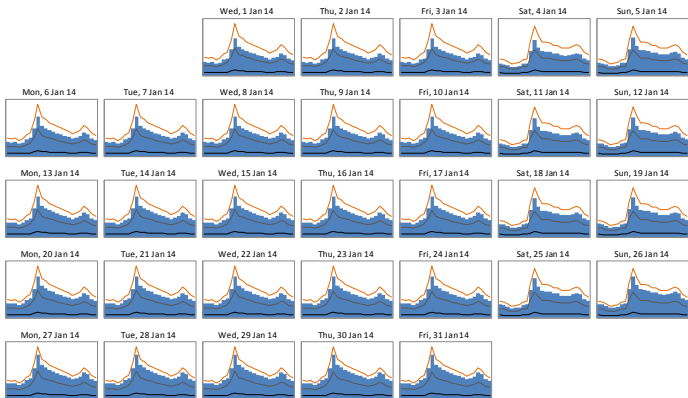 Wed, 1 Jan 14 Thu, 2 Jan 14 Fri, 3 Jan 14 Sat, 4 Jan 14 Sun, 5 Jan 14
Mon, 6 Jan 14 Tue, 7 Jan 14 Wed, 8 Jan 14 Thu, 9 Jan 14 Fri, 10 Jan 14 Sat, 11 Jan 14 Sun, 12 Jan 14
Mon, 13 Jan 14 Tue, 14 Jan 14 Wed, 15 Jan 14 Thu, 16 Jan 14 Fri, 17 Jan 14 Sat, 18 Jan 14 Sun, 19 Jan 14
Mon, 20 Jan 14 Tue, 21 Jan 14 Wed, 22 Jan 14 Thu, 23 Jan 14 Fri, 24 Jan 14 Sat, 25 Jan 14 Sun, 26 Jan 14
Mon, 27 Jan 14 Tue, 28 Jan 14 Wed, 29 Jan 14 Thu, 30 Jan 14 Fri, 31 Jan 14